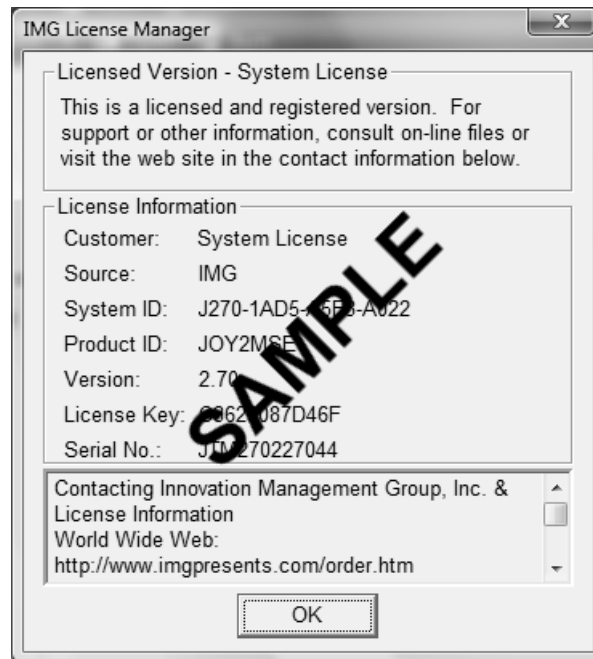 IMG License Manager
Licensed Version - System License
This is a licensed and registered version. For
support or other information, consult on-line files or
visit the web site in the contact information below.
License Information
Customer: System License
Source: IMG
System ID:
Product ID:
Version: 2.70
License Key:
Serial No.:
SAMPLE
Contacting Innovation Management Group, Inc. &
License Information
World Wide Web:
http://www.imgpresents.com/order.htm
OK